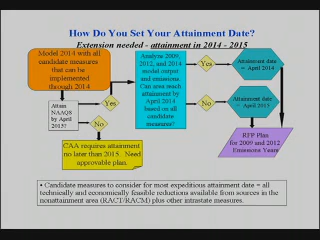 How Do You Set Your Attainment Date?
Extension needed - attainment in 2014 - 2015
Model 2014 with all
candidate measures
that can be
implemented
through 2014.
Attain
NAAQS
by April
2015?
Yes
No
CAA requires attainment
no later than 2015. Need
approvable plan.
Analyze 2009,
2012, and 2014
model output
and emissions.
Can area reach
attainment by
April 2014
based on all
candidate
measures?
Yes
No
Attainment date
= April 2014
Attainment date
= April 2015
RFP Plan
for 2009 and 2012
Emissions Years
• Candidate measures to consider for most expeditious attainment date = all
technically and economically feasible reductions available from sources in the
nonattainment area (RACT/RACM) plus other intrastate measures.